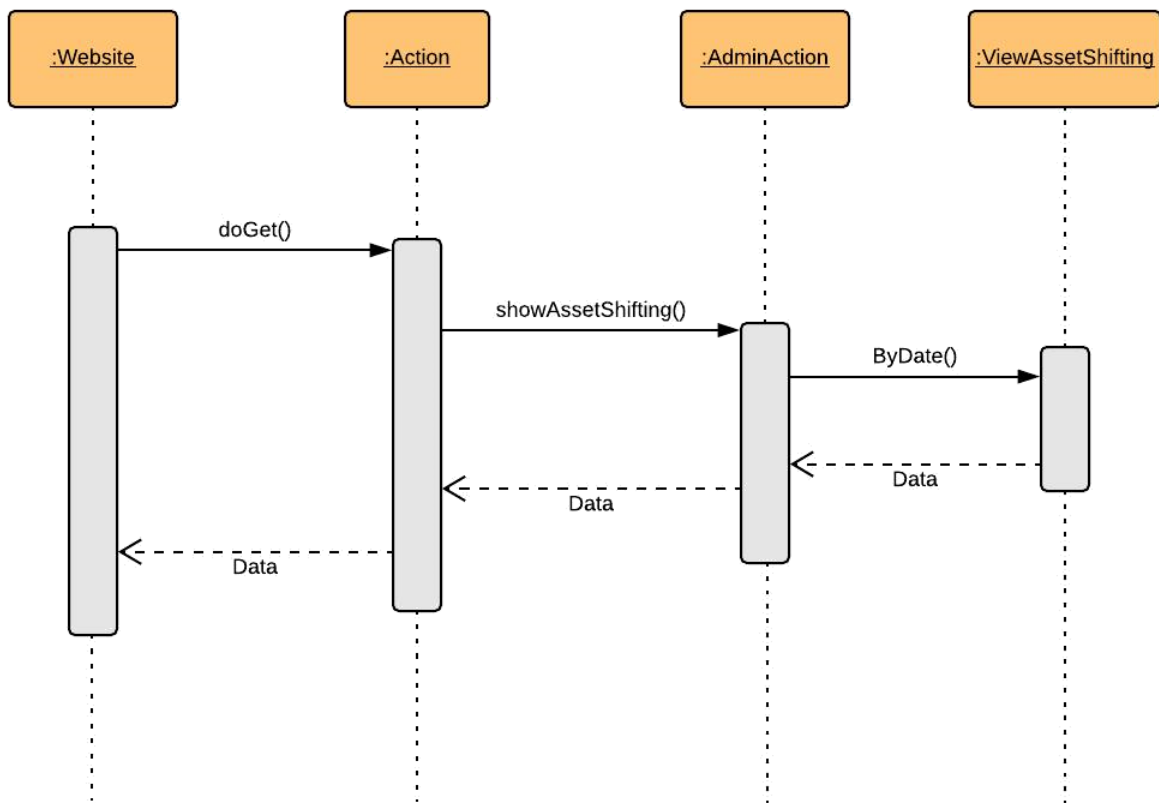 :Website
:Action
:AdminAction
:ViewAssetShifting
doGet()
showAssetShifting()
ByDate()
Data
Data
Data